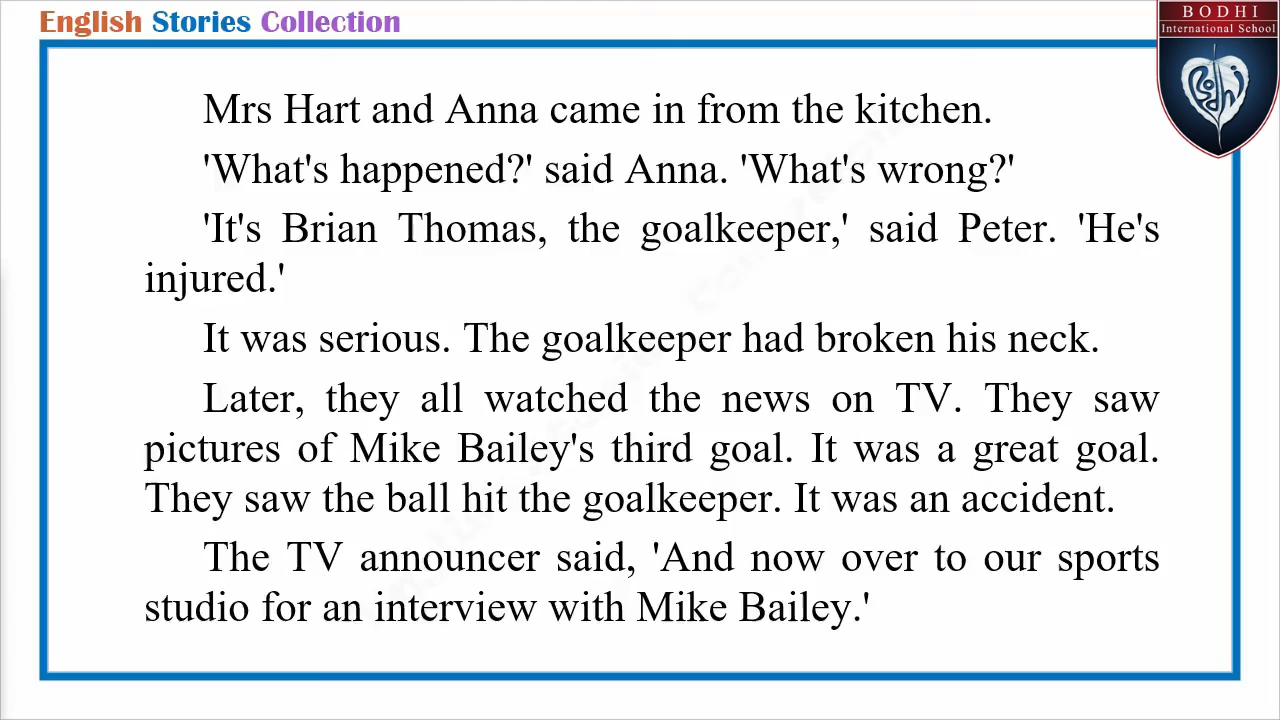 English Stories Collection
BODHI
International School
Bodhi
Mrs Hart and Anna came in from the kitchen.
'What's happened?' said Anna. 'What's wrong?'
'It's Brian Thomas, the goalkeeper,' said Peter. 'He's
injured.'
It was serious. The goalkeeper had broken his neck.
Later, they all watched the news on TV. They saw
pictures of Mike Bailey's third goal. It was a great goal.
They saw the ball hit the goalkeeper. It was an accident.
The TV announcer said, 'And now over to our sports
studio for an interview with Mike Bailey.'